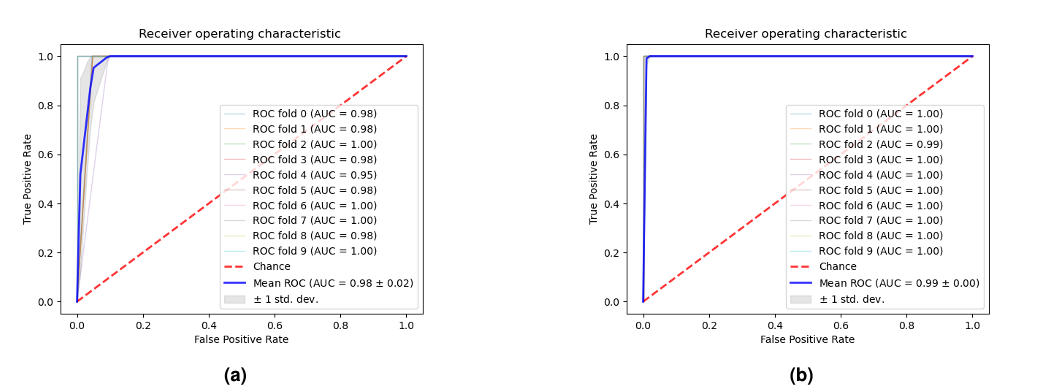 Receiver operating characteristic
1.0
0.8
0.6
0.4
0.2
0.0
True Positive Rate
ROC fold 0 (AUC = 0.98)
ROC fold 1 (AUC = 0.98)
ROC fold 2 (AUC = 1.00)
ROC fold 3 (AUC = 0.98)
ROC fold 4 (AUC = 0.95)
ROC fold 5 (AUC = 0.98)
ROC fold 6 (AUC = 1.00)
ROC fold 7 (AUC = 1.00)
ROC fold 8 (AUC = 0.98)
ROC fold 9 (AUC = 1.00)
Chance
Mean ROC (AUC = 0.98 ± 0.02)
± 1 std. dev.
0.0 0.2 0.4 0.6 0.8 1.0
False Positive Rate
(a)
Receiver operating characteristic
1.0
0.8
0.6
0.4
0.2
0.0
True Positive Rate
ROC fold 0 (AUC = 1.00)
ROC fold 1 (AUC = 1.00)
ROC fold 2 (AUC = 0.99)
ROC fold 3 (AUC = 1.00)
ROC fold 4 (AUC = 1.00)
ROC fold 5 (AUC = 1.00)
ROC fold 6 (AUC = 1.00)
ROC fold 7 (AUC = 1.00)
ROC fold 8 (AUC = 1.00)
ROC fold 9 (AUC = 1.00)
Chance
Mean ROC (AUC = 0.99 ± 0.00)
± 1 std. dev.
0.0 0.2 0.4 0.6 0.8 1.0
False Positive Rate
(b)